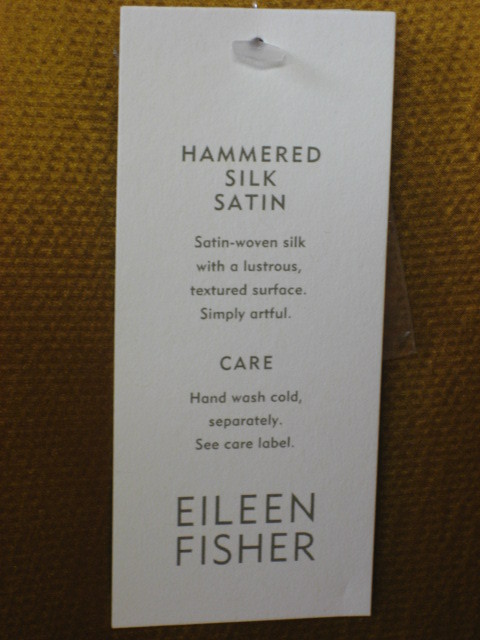 HAMMERED
SILK
SATIN
Satin-woven silk
with a lustrous,
textured surface.
Simply artful.
CARE
Hand wash cold,
separately.
See care label.
EILEEN
FISHER